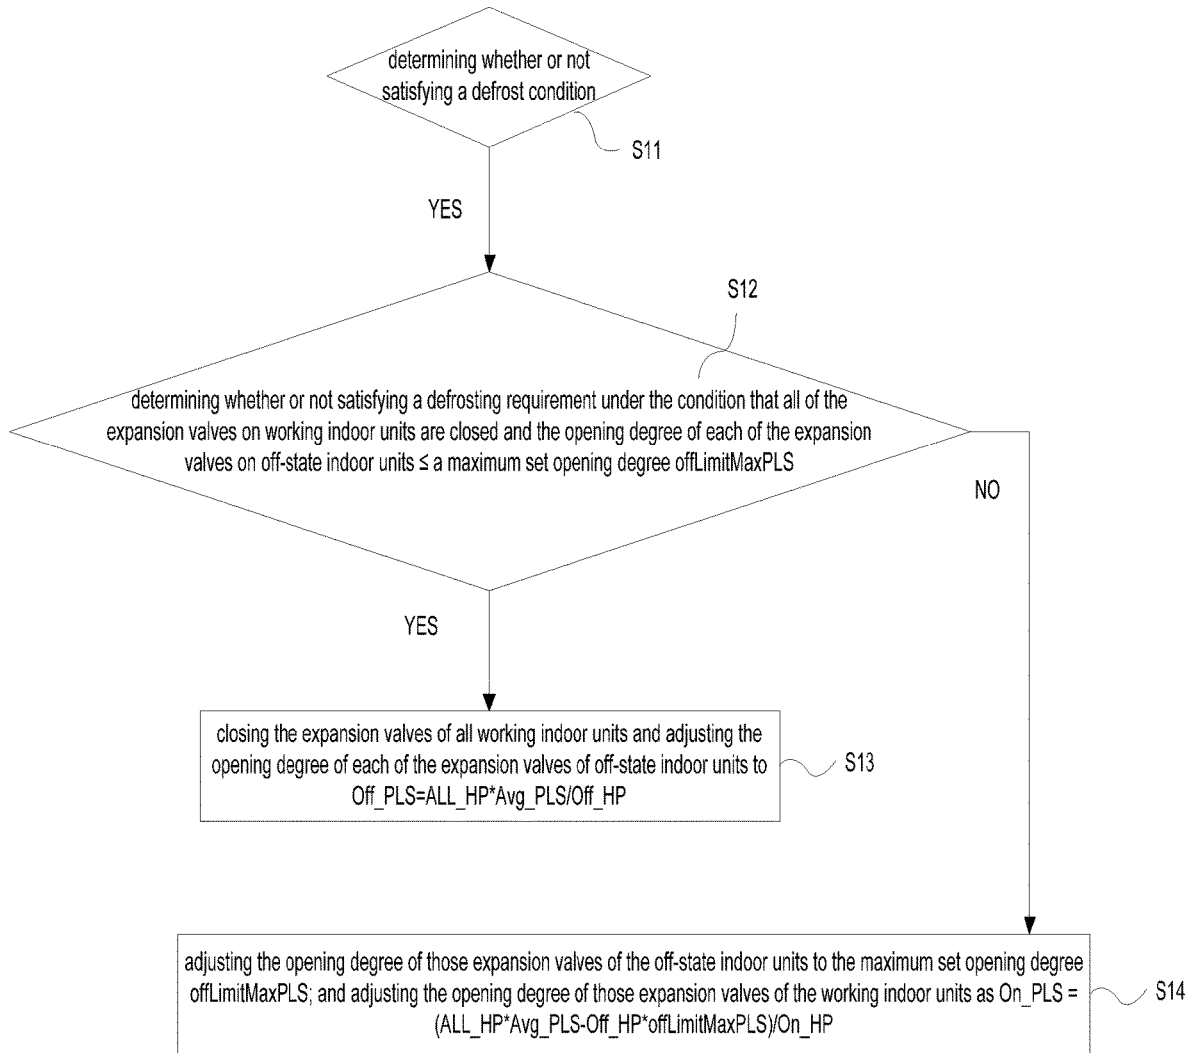 determining whether or not
satisfying a defrost condition
S11
YES
S12
determining whether or not satisfying a defrosting requirement under the condition that all of the
expansion valves on working indoor units are closed and the opening degree of each of the expansion
valves on off-state indoor units ≤ a maximum set opening degree offLimitMaxPLS
NO
YES
closing the expansion valves of all working indoor units and adjusting the
opening degree of each of the expansion valves of off-state indoor units to
Off_PLS=ALL_HP*Avg_PLS/Off_HP
S13
adjusting the opening degree of those expansion valves of the off-state indoor units to the maximum set opening degree
offLimitMaxPLS; and adjusting the opening degree of those expansion valves of the working indoor units as On_PLS =
(ALL_HP*Avg_PLS-Off_HP*offLimitMaxPLS)/On_HP
S14